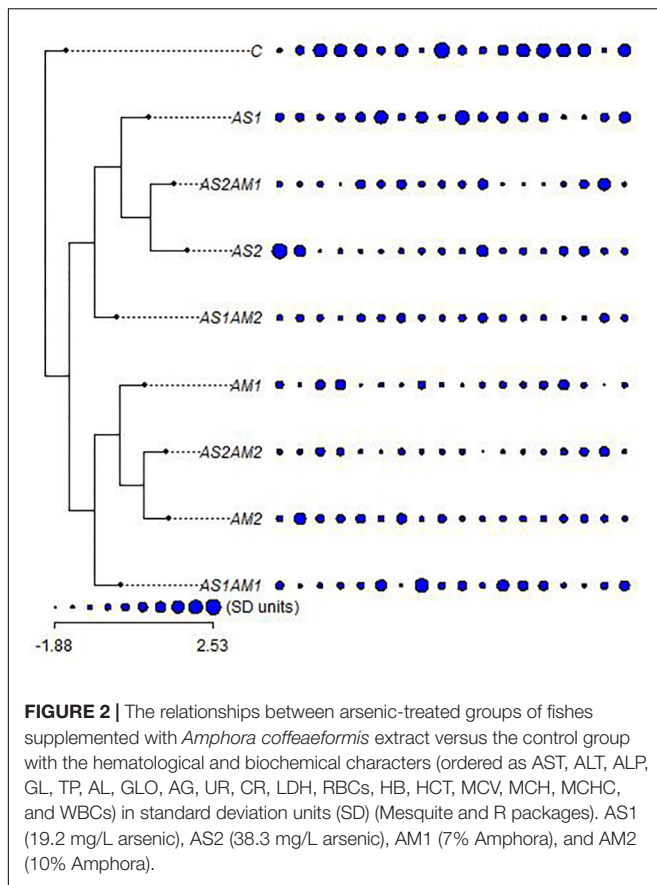 C
AS1
AS2AM1
AS2
AS1AM2
AM1
AS2AM2
AM2
AS1AM1
(SD units)
-1.88 2.53
FIGURE 2 | The relationships between arsenic-treated groups of fishes
supplemented with Amphora coffeaeformis extract versus the control group
with the hematological and biochemical characters (ordered as AST, ALT, ALP,
GL, TP, AL, GLO, AG, UR, CR, LDH, RBCs, HB, HCT, MCV, MCH, MCHC,
and WBCs) in standard deviation units (SD) (Mesquite and R packages). AS1
(19.2 mg/L arsenic), AS2 (38.3 mg/L arsenic), AM1 (7% Amphora), and AM2
(10% Amphora).